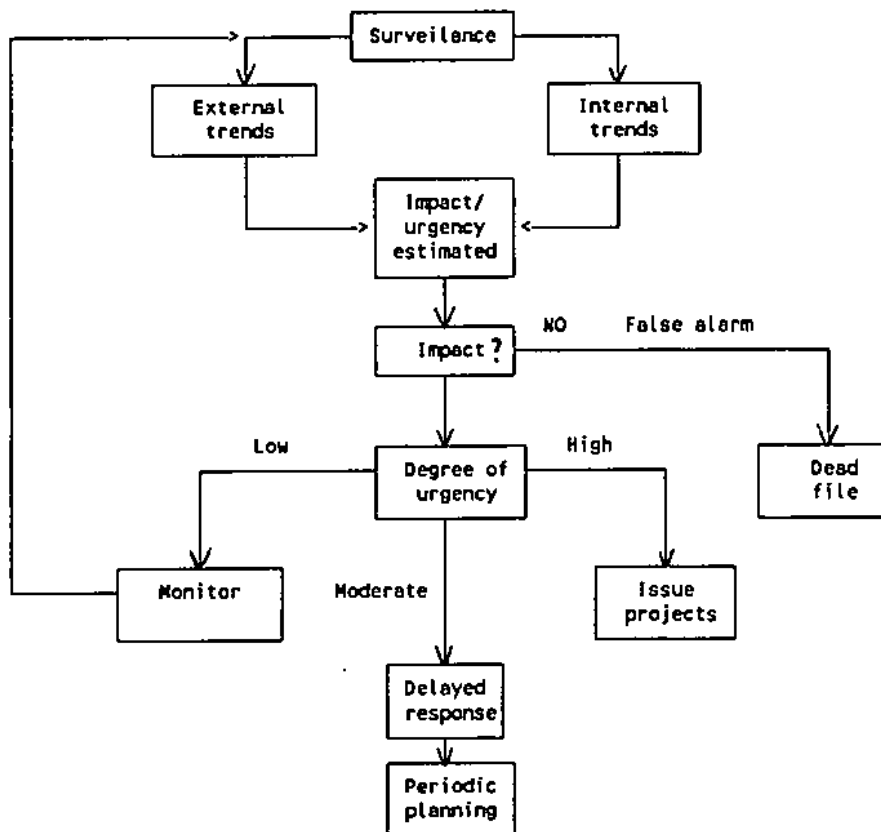 Surveilance
External
trends
Internal
trends
Impact/
urgency
estimated
NO
False alarm
Impact?
Low
Degree of
urgency
High
Dead
file
Monitor
Moderate
Issue
projects
Delayed
response
Periodic
planning